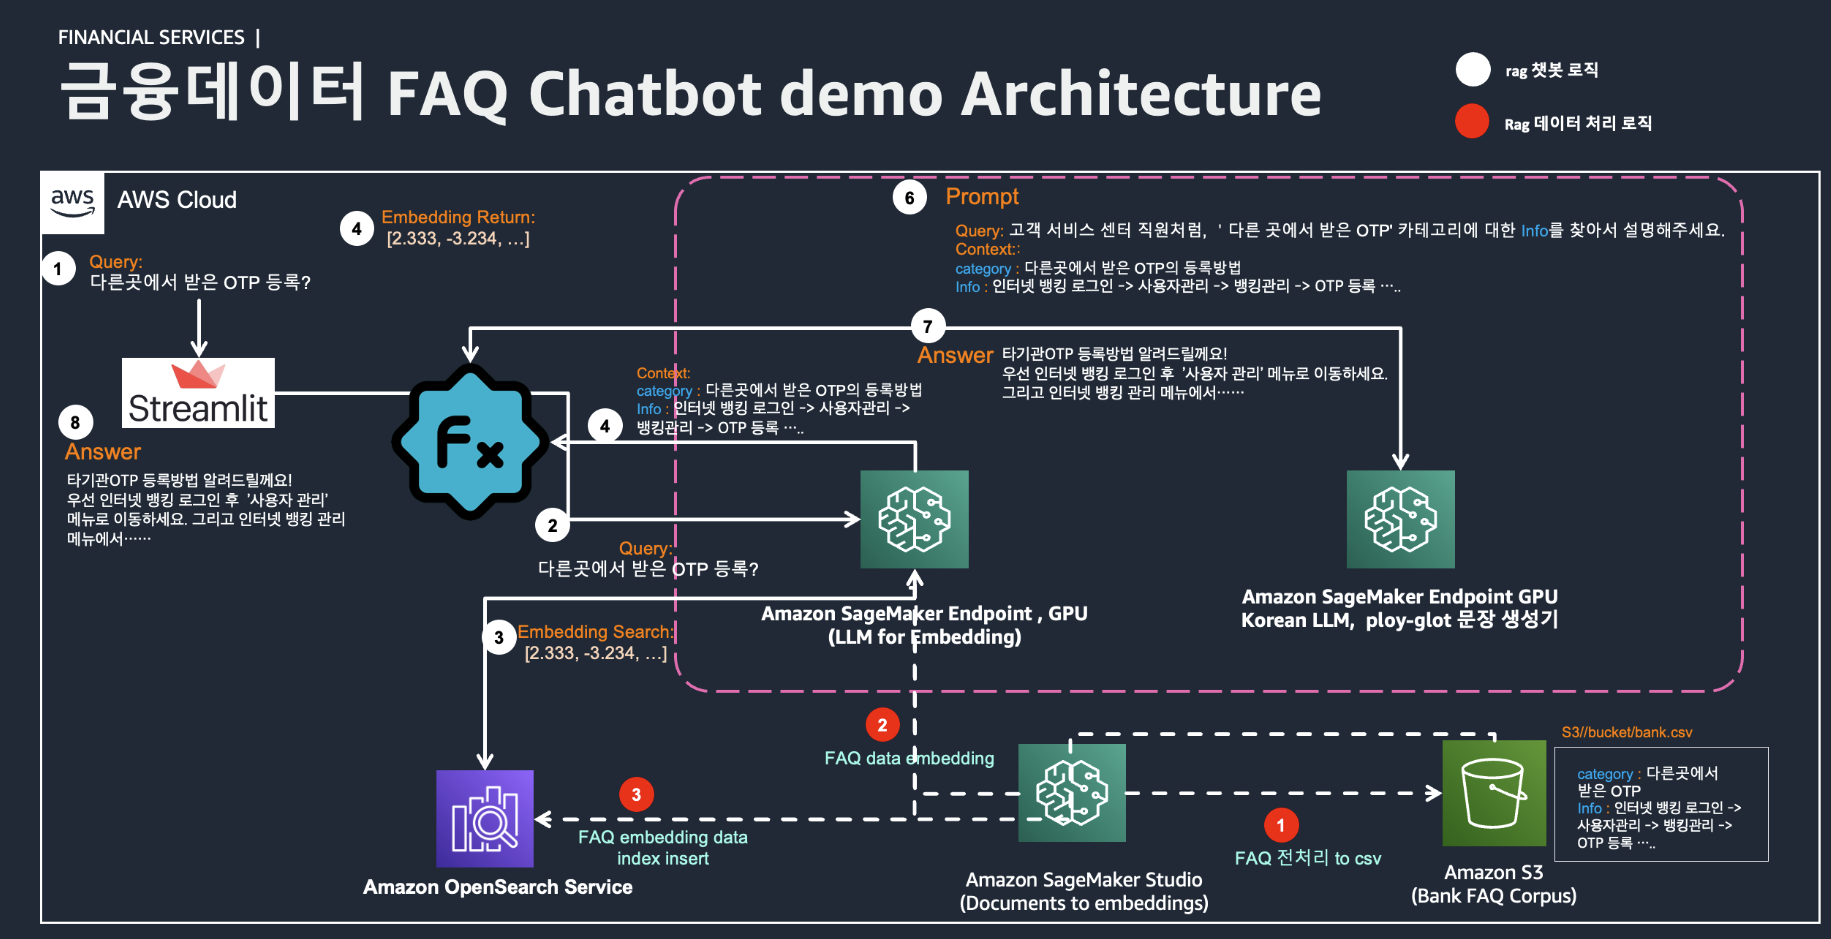 FINANCIAL SERVICES |
금융데이터 FAQ Chatbot demo Architecture
rag 챗봇 로직
Rag 데이터 처리 로직
aws
AWS Cloud
4
Embedding Return:
[2.333, -3.234, …]
6
Prompt
Query: 고객 서비스 센터 직원처럼, ' 다른 곳에서 받은 OTP' 카테고리에 대한 Info를 찾아서 설명해주세요.
Context::
category : 다른곳에서 받은 OTP의 등록방법
Info : 인터넷 뱅킹 로그인 -> 사용자관리 -> 뱅킹관리 -> OTP 등록 …..
1
Query:
다른곳에서 받은 OTP 등록?
7
Answer
타기관OTP 등록방법 알려드릴께요!
우선 인터넷 뱅킹 로그인 후 '사용자 관리' 메뉴로 이동하세요.
그리고 인터넷 뱅킹 관리 메뉴에서……
Streamlit
Fx
Context:
category : 다른곳에서 받은 OTP의 등록방법
Info : 인터넷 뱅킹 로그인 -> 사용자관리 ->
뱅킹관리 -> OTP 등록 …..
4
8
Answer
타기관OTP 등록방법 알려드릴께요!
우선 인터넷 뱅킹 로그인 후 '사용자 관리'
메뉴로 이동하세요. 그리고 인터넷 뱅킹 관리
메뉴에서……
2
Query:
다른곳에서 받은 OTP 등록?
Amazon SageMaker Endpoint , GPU
(LLM for Embedding)
Amazon SageMaker Endpoint GPU
Korean LLM, ploy-glot 문장 생성기
3
Embedding Search:
[2.333, -3.234, …]
2
FAQ data embedding
3
FAQ embedding data
index insert
1
FAQ 전처리 to csv
S3//bucket/bank.csv
category : 다른곳에서
받은 OTP
Info : 인터넷 뱅킹 로그인 ->
사용자관리 -> 뱅킹관리 ->
OTP 등록 …..
Amazon OpenSearch Service
Amazon SageMaker Studio
(Documents to embeddings)
Amazon S3
(Bank FAQ Corpus)